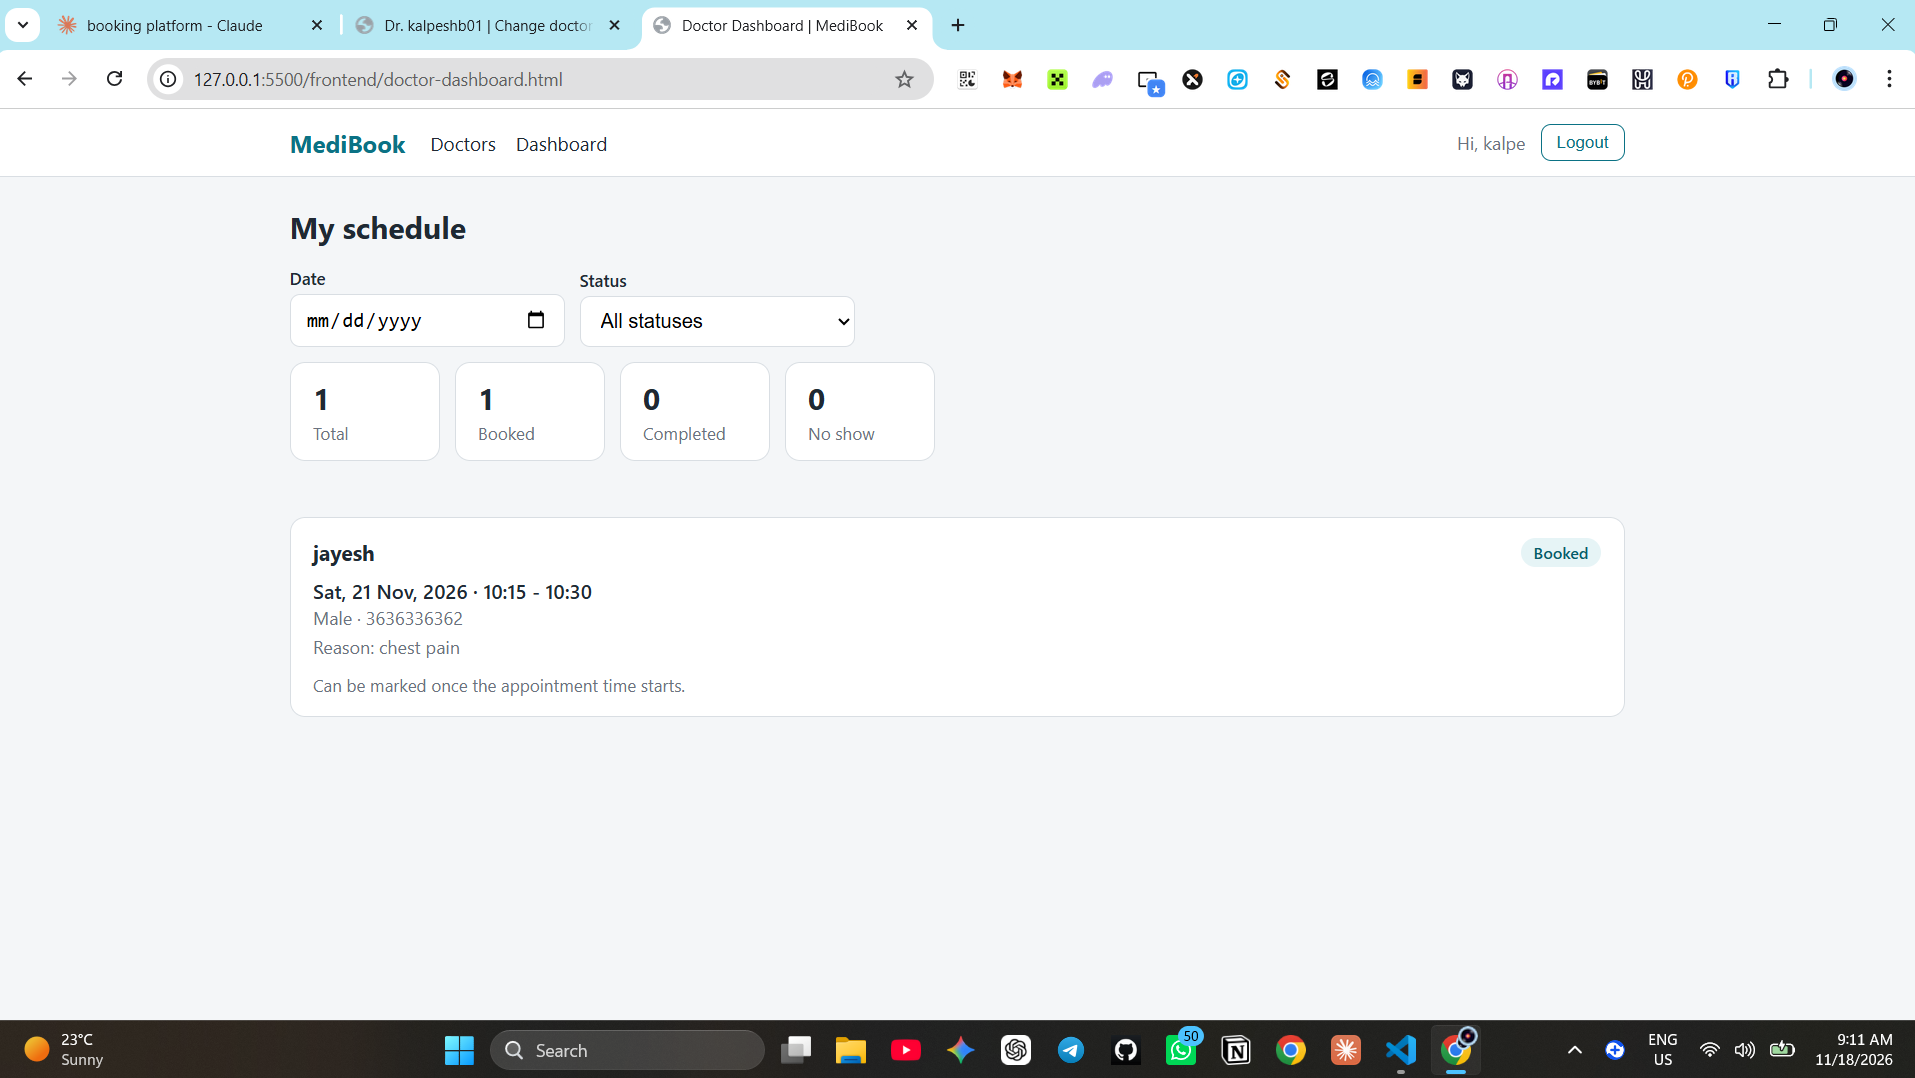 booking platform - Claude
Dr. kalpeshb01 | Change doctor
Doctor Dashboard | MediBook
127.0.0.1:5500/frontend/doctor-dashboard.html
MediBook Doctors Dashboard Hi, kalpe Logout
My schedule
Date
mm/dd/yyyy
Status
All statuses
1
Total
1
Booked
0
Completed
0
No show
jayesh
Booked
Sat, 21 Nov, 2026 · 10:15 - 10:30
Male · 3636336362
Reason: chest pain
Can be marked once the appointment time starts.
23°C
Sunny
Search
50
ENG
US
9:11 AM
11/18/2026